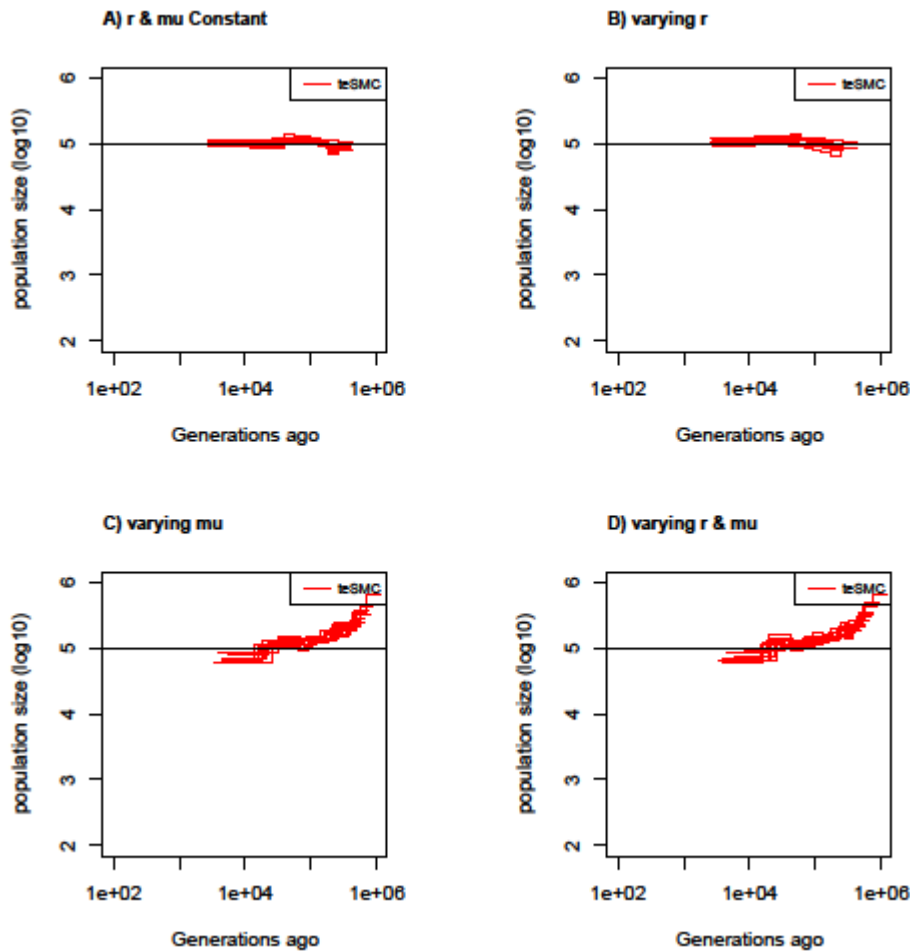 A) r & mu Constant
teSMC
population size (log10)
6
5
4
3
2
1e+02 1e+04 1e+06
Generations ago
B) varying r
teSMC
population size (log10)
6
5
4
3
2
1e+02 1e+04 1e+06
Generations ago
C) varying mu
teSMC
population size (log10)
6
5
4
3
2
1e+02 1e+04 1e+06
Generations ago
D) varying r & mu
teSMC
population size (log10)
6
5
4
3
2
1e+02 1e+04 1e+06
Generations ago